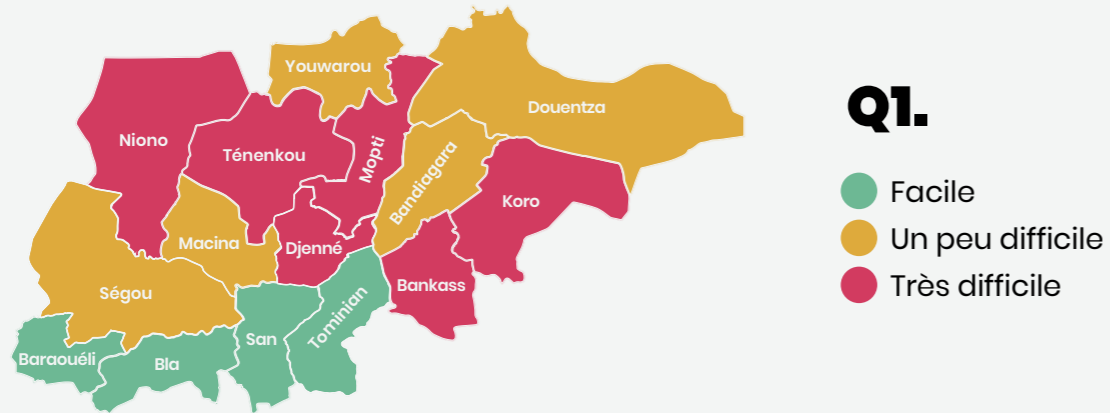 Youwarou
Douentza
Niono
Ténenkou
Mopti
Bandiagara
Koro
Macina
Djenné
Bankass
Ségou
Tominian
San
Baraouéli
Bla
Q1.
Facile
Un peu difficile
Très difficile